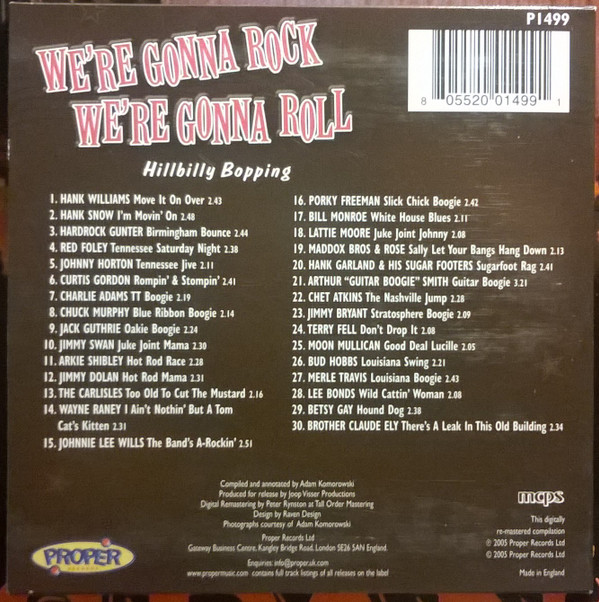 P1499
WE'RE GONNA ROCK
WE'RE GONNA ROLL
8 05520 01499 1
Hillbilly Bopping
1. HANK WILLIAMS Move It On Over 2.43
2. HANK SNOW I'm Movin' On 2.48
3. HARDROCK GUNTER Birmingham Bounce 2.44
4. RED FOLEY Tennessee Saturday Night 2.38
5. JOHNNY HORTON Tennessee Jive 2.11
6. CURTIS GORDON Rompin' & Stompin' 2.41
7. CHARLIE ADAMS TT Boogie 2.19
8. CHUCK MURPHY Blue Ribbon Boogie 2.14
9. JACK GUTHRIE Oakie Boogie 2.24
10. JIMMY SWAN Juke Joint Mama 2.30
11. ARKIE SHIBLEY Hot Rod Race 2.28
12. JIMMY DOLAN Hot Rod Mama 2.31
13. THE CARLISLES Too Old To Cut The Mustard 2.16
14. WAYNE RANEY I Ain't Nothin' But A Tom
Cat's Kitten 2.31
15. JOHNNIE LEE WILLS The Band's A-Rockin' 2.51
16. PORKY FREEMAN Slick Chick Boogie 2.42
17. BILL MONROE White House Blues 2.11
18. LATTIE MOORE Juke Joint Johnny 2.08
19. MADDOX BROS & ROSE Sally Let Your Bangs Hang Down 2.13
20. HANK GARLAND & HIS SUGAR FOOTERS Sugarfoot Rag 2.41
21. ARTHUR "GUITAR BOOGIE" SMITH Guitar Boogie 3.21
22. CHET ATKINS The Nashville Jump 2.28
23. JIMMY BRYANT Stratosphere Boogie 2.09
24. TERRY FELL Don't Drop It 2.08
25. MOON MULLICAN Good Deal Lucille 2.05
26. BUD HOBBS Louisiana Swing 2.21
27. MERLE TRAVIS Louisiana Boogie 2.43
28. LEE BONDS Wild Cattin' Woman 2.08
29. BETSY GAY Hound Dog 2.38
30. BROTHER CLAUDE ELY There's A Leak In This Old Building 2.34
Compiled and annotated by Adam Komorowski
Produced for release by Joop Visser Productions
Digital Remastering by Peter Rynston at Tall Order Mastering
Design by Raven Design
Photographs courtesy of Adam Komorowski
Proper Records Ltd
Gateway Business Centre, Kangley Bridge Road, London SE26 5AN England.
Enquiries: info@proper.uk.com
www.propermusic.com contains full track listings of all releases on the label
PROPER
RECORDS
mcps
This digitally
re-mastered compilation
℗ 2005 Proper Records Ltd
© 2005 Proper Records Ltd
Made in England